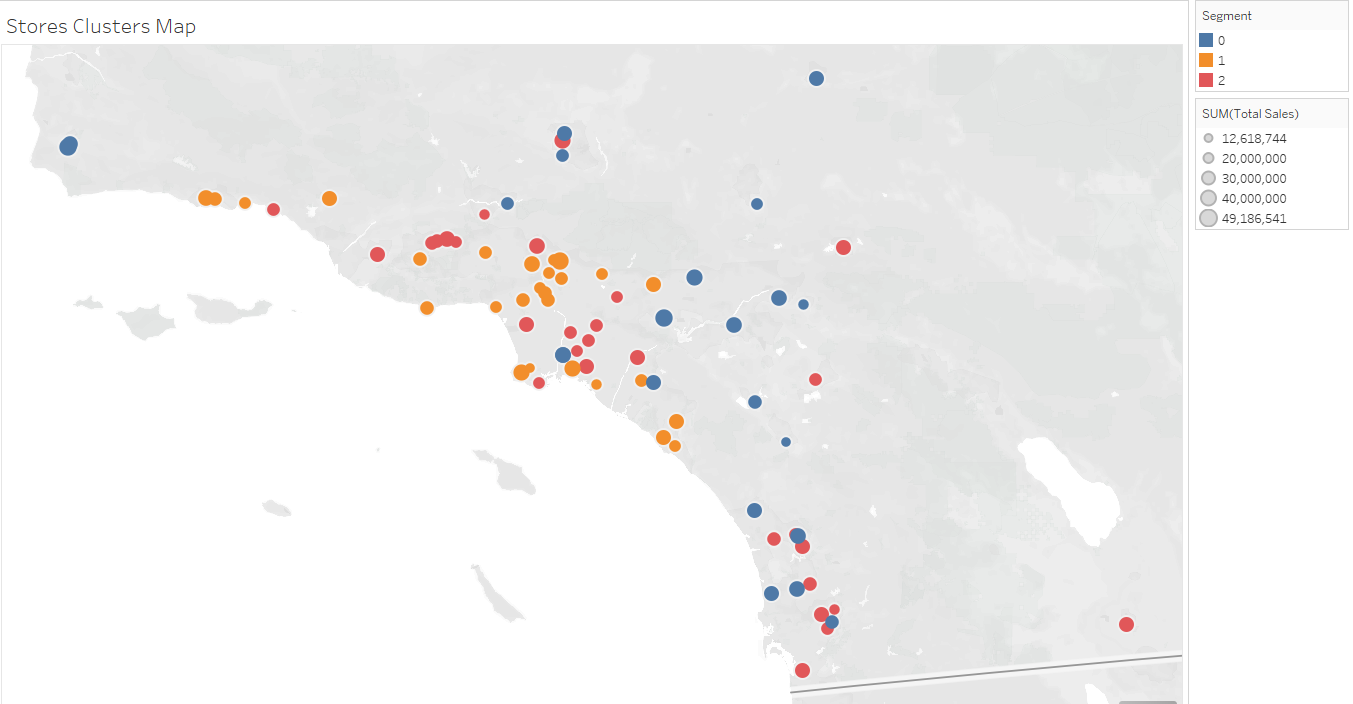 Stores Clusters Map
Segment
0
1
2
SUM(Total Sales)
12,618,744
20,000,000
30,000,000
40,000,000
49,186,541